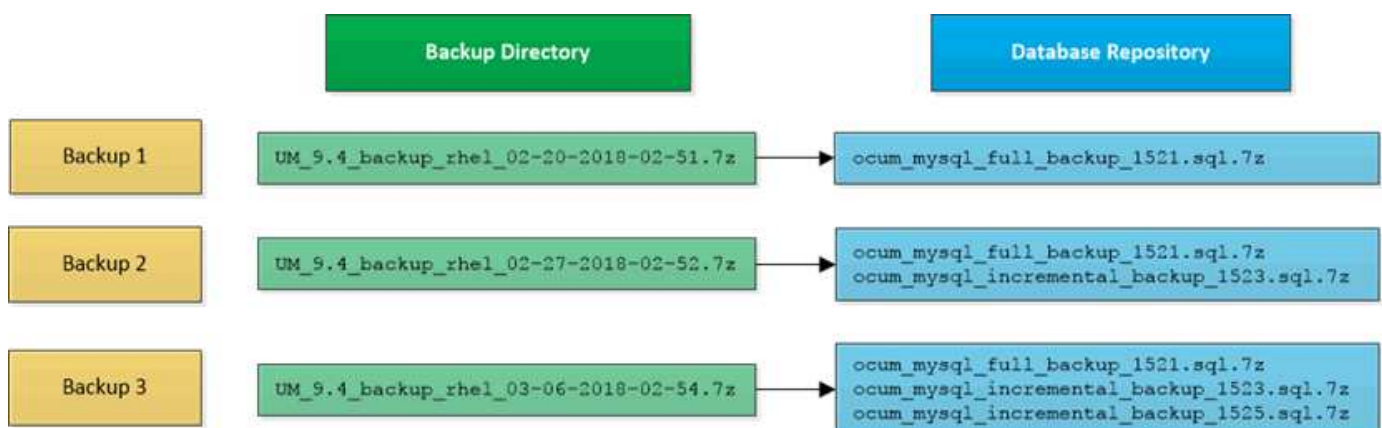 Backup Directory
Database Repository
Backup 1
UM_9.4_backup_rhel_02-20-2018-02-51.7z
ocum_mysql_full_backup_1521.sql.7z
Backup 2
UM_9.4_backup_rhel_02-27-2018-02-52.7z
ocum_mysql_full_backup_1521.sql.7z
ocum_mysql_incremental_backup_1523.sql.7z
Backup 3
UM_9.4_backup_rhel_03-06-2018-02-54.7z
ocum_mysql_full_backup_1521.sql.7z
ocum_mysql_incremental_backup_1523.sql.7z
ocum_mysql_incremental_backup_1525.sql.7z